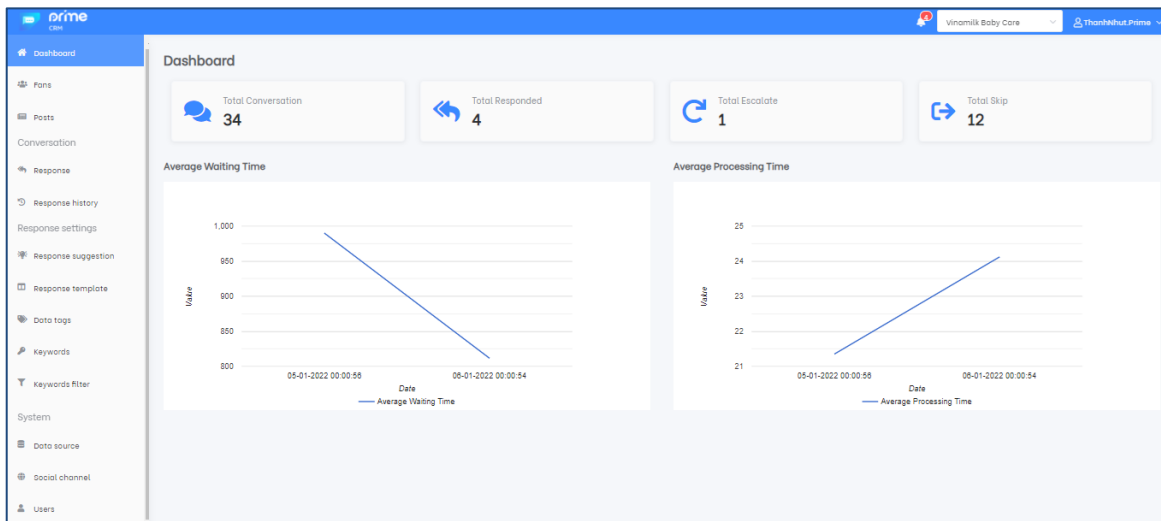 prime
CRM
4
Vinamilk Baby Care
ThanhNhut.Prime
Dashboard
Fans
Posts
Conversation
Response
Response history
Response settings
Response suggestion
Response template
Data tags
Keywords
Keywords filter
System
Data source
Social channel
Users
Dashboard
Total Conversation
34
Total Responded
4
Total Escalate
1
Total Skip
12
Average Waiting Time
1,000
950
900
850
800
Value
05-01-2022 00:00:56
06-01-2022 00:00:54
Date
Average Waiting Time
Average Processing Time
25
24
23
22
21
Value
05-01-2022 00:00:56
06-01-2022 00:00:54
Date
Average Processing Time